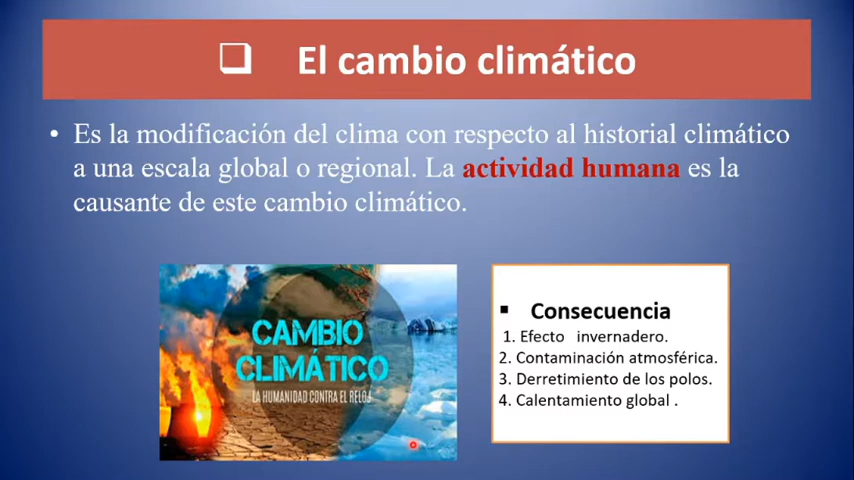 El cambio climático
• Es la modificación del clima con respecto al historial climático
a una escala global o regional. La actividad humana es la
causante de este cambio climático.
CAMBIO
CLIMÁTICO
LA HUMANIDAD CONTRA EL RELOJ
▪ Consecuencia
1. Efecto invernadero.
2. Contaminación atmosférica.
3. Derretimiento de los polos.
4. Calentamiento global .